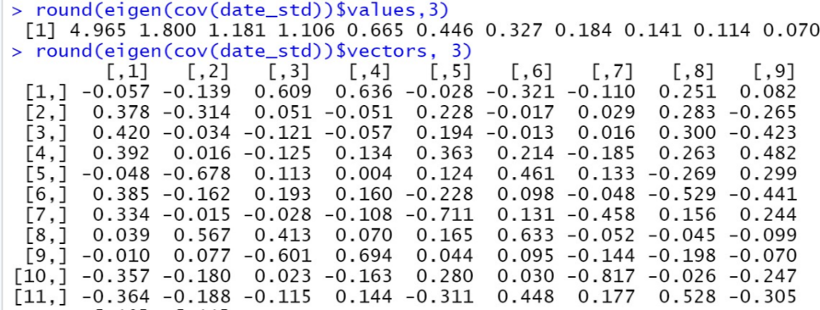 > round(eigen(cov(date_std))$values,3)
[1] 4.965 1.800 1.181 1.106 0.665 0.446 0.327 0.184 0.141 0.114 0.070
> round(eigen(cov(date_std))$vectors, 3)
[,1] [,2] [,3] [,4] [,5] [,6] [,7] [,8] [,9]
[1,] -0.057 -0.139 0.609 0.636 -0.028 -0.321 -0.110 0.251 0.082
[2,] 0.378 -0.314 0.051 -0.051 0.228 -0.017 0.029 0.283 -0.265
[3,] 0.420 -0.034 -0.121 -0.057 0.194 -0.013 0.016 0.300 -0.423
[4,] 0.392 0.016 -0.125 0.134 0.363 0.214 -0.185 0.263 0.482
[5,] -0.048 -0.678 0.113 0.004 0.124 0.461 0.133 -0.269 0.299
[6,] 0.385 -0.162 0.193 0.160 -0.228 0.098 -0.048 -0.529 -0.441
[7,] 0.334 -0.015 -0.028 -0.108 -0.711 0.131 -0.458 0.156 0.244
[8,] 0.039 0.567 0.413 0.070 0.165 0.633 -0.052 -0.045 -0.099
[9,] -0.010 0.077 -0.601 0.694 0.044 0.095 -0.144 -0.198 -0.070
[10,] -0.357 -0.180 0.023 -0.163 0.280 0.030 -0.817 -0.026 -0.247
[11,] -0.364 -0.188 -0.115 0.144 -0.311 0.448 0.177 0.528 -0.305